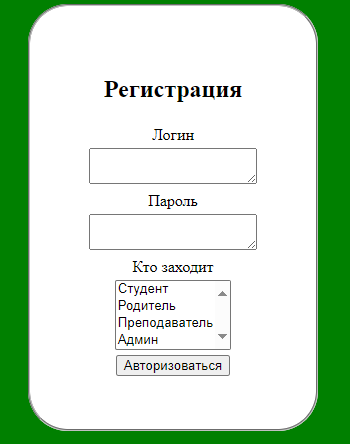 Регистрация
Логин
Пароль
Кто заходит
Студент
Родитель
Преподаватель
Админ
Авторизоваться